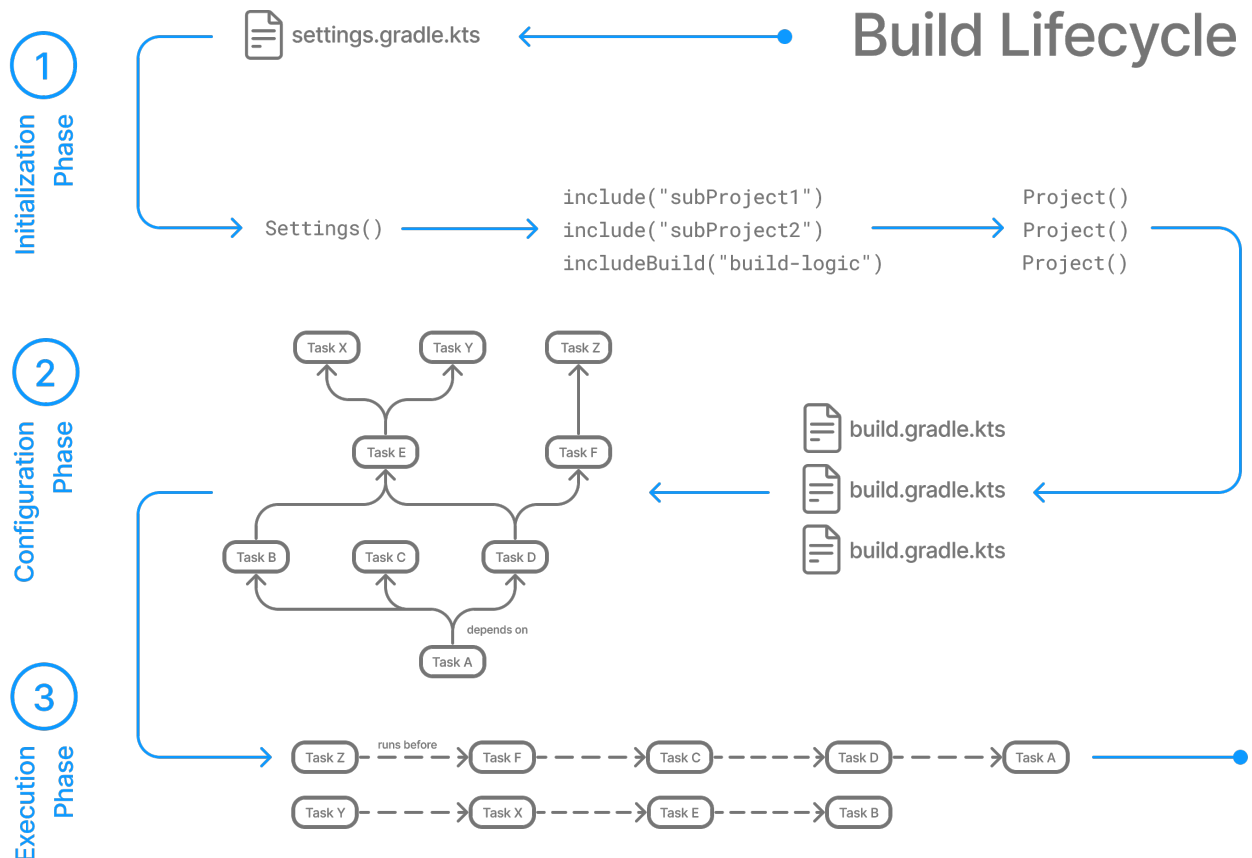 Build Lifecycle
1
Initialization
Phase
settings.gradle.kts
Settings()
include("subProject1")
include("subProject2")
includeBuild("build-logic")
Project()
Project()
Project()
2
Configuration
Phase
Task X
Task Y
Task Z
Task E
Task F
Task B
Task C
Task D
depends on
Task A
build.gradle.kts
build.gradle.kts
build.gradle.kts
3
Execution
Phase
Task Z
runs before
Task F
Task C
Task D
Task A
Task Y
Task X
Task E
Task B